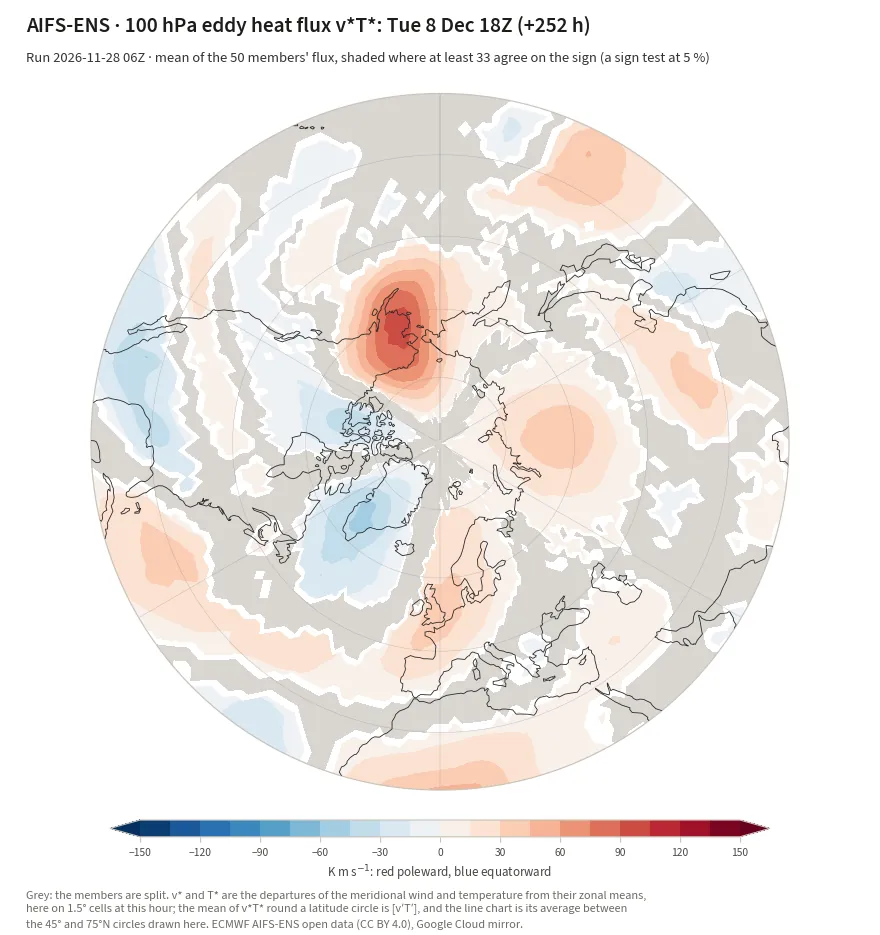 AIFS-ENS · 100 hPa eddy heat flux v*T*: Tue 8 Dec 18Z (+252 h)
Run 2026-11-28 06Z · mean of the 50 members' flux, shaded where at least 33 agree on the sign (a sign test at 5 %)
−150 −120 −90 −60 −30 0 30 60 90 120 150
K m s⁻¹: red poleward, blue equatorward
Grey: the members are split. v* and T* are the departures of the meridional wind and temperature from their zonal means,
here on 1.5° cells at this hour; the mean of v*T* round a latitude circle is [v′T′], and the line chart is its average between
the 45° and 75°N circles drawn here. ECMWF AIFS-ENS open data (CC BY 4.0), Google Cloud mirror.